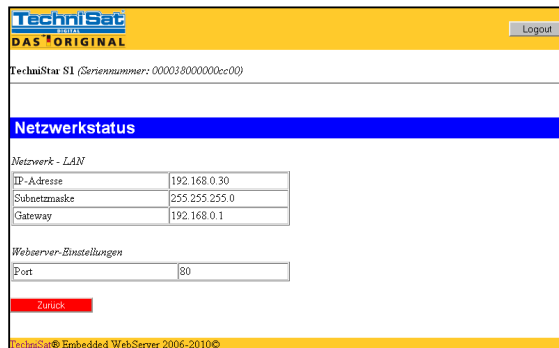 TechniSat
DIGITAL
DAS ORIGINAL
Logout
TechniStar S1 (Seriennummer: 000038000000cc00)
Netzwerkstatus
Netzwerk - LAN
IP-Adresse 192.168.0.30
Subnetzmaske 255.255.255.0
Gateway 192.168.0.1
Webserver-Einstellungen
Port 80
Zurück
TechniSat® Embedded WebServer 2006-2010©